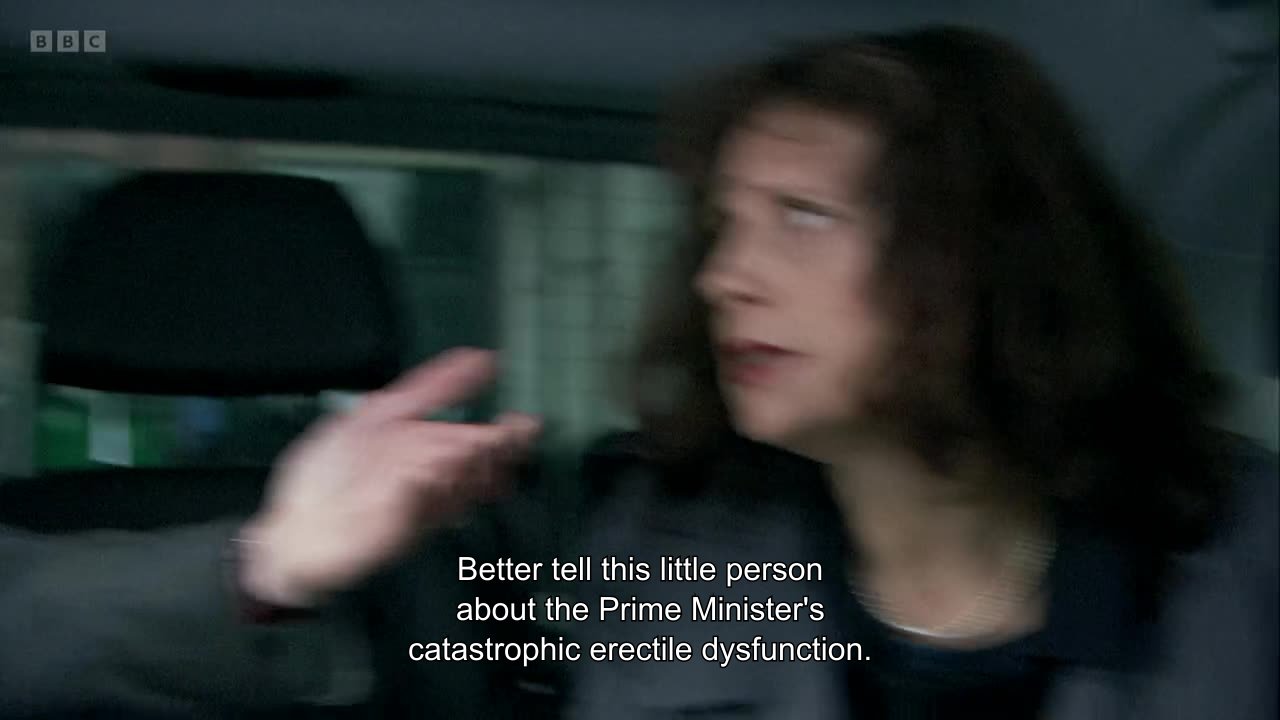 BBC
Better tell this little person
about the Prime Minister's
catastrophic erectile dysfunction.